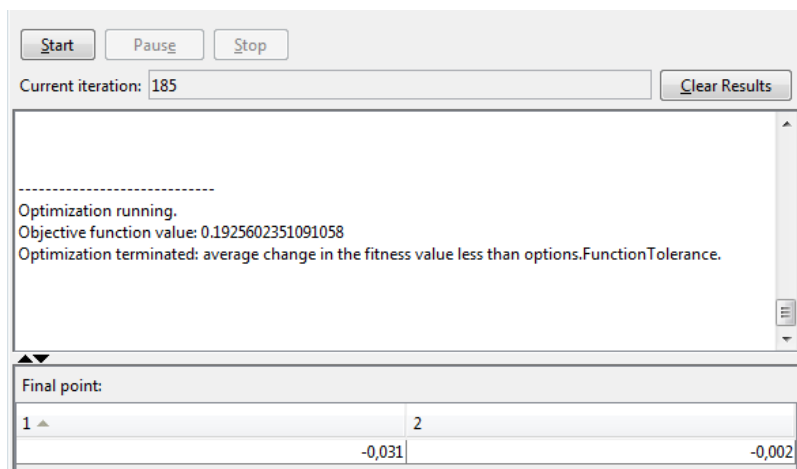 Start Pause Stop
Current iteration: 185 Clear Results
-----------------------------
Optimization running.
Objective function value: 0.1925602351091058
Optimization terminated: average change in the fitness value less than options.FunctionTolerance.
Final point:
1 2
-0,031 -0,002